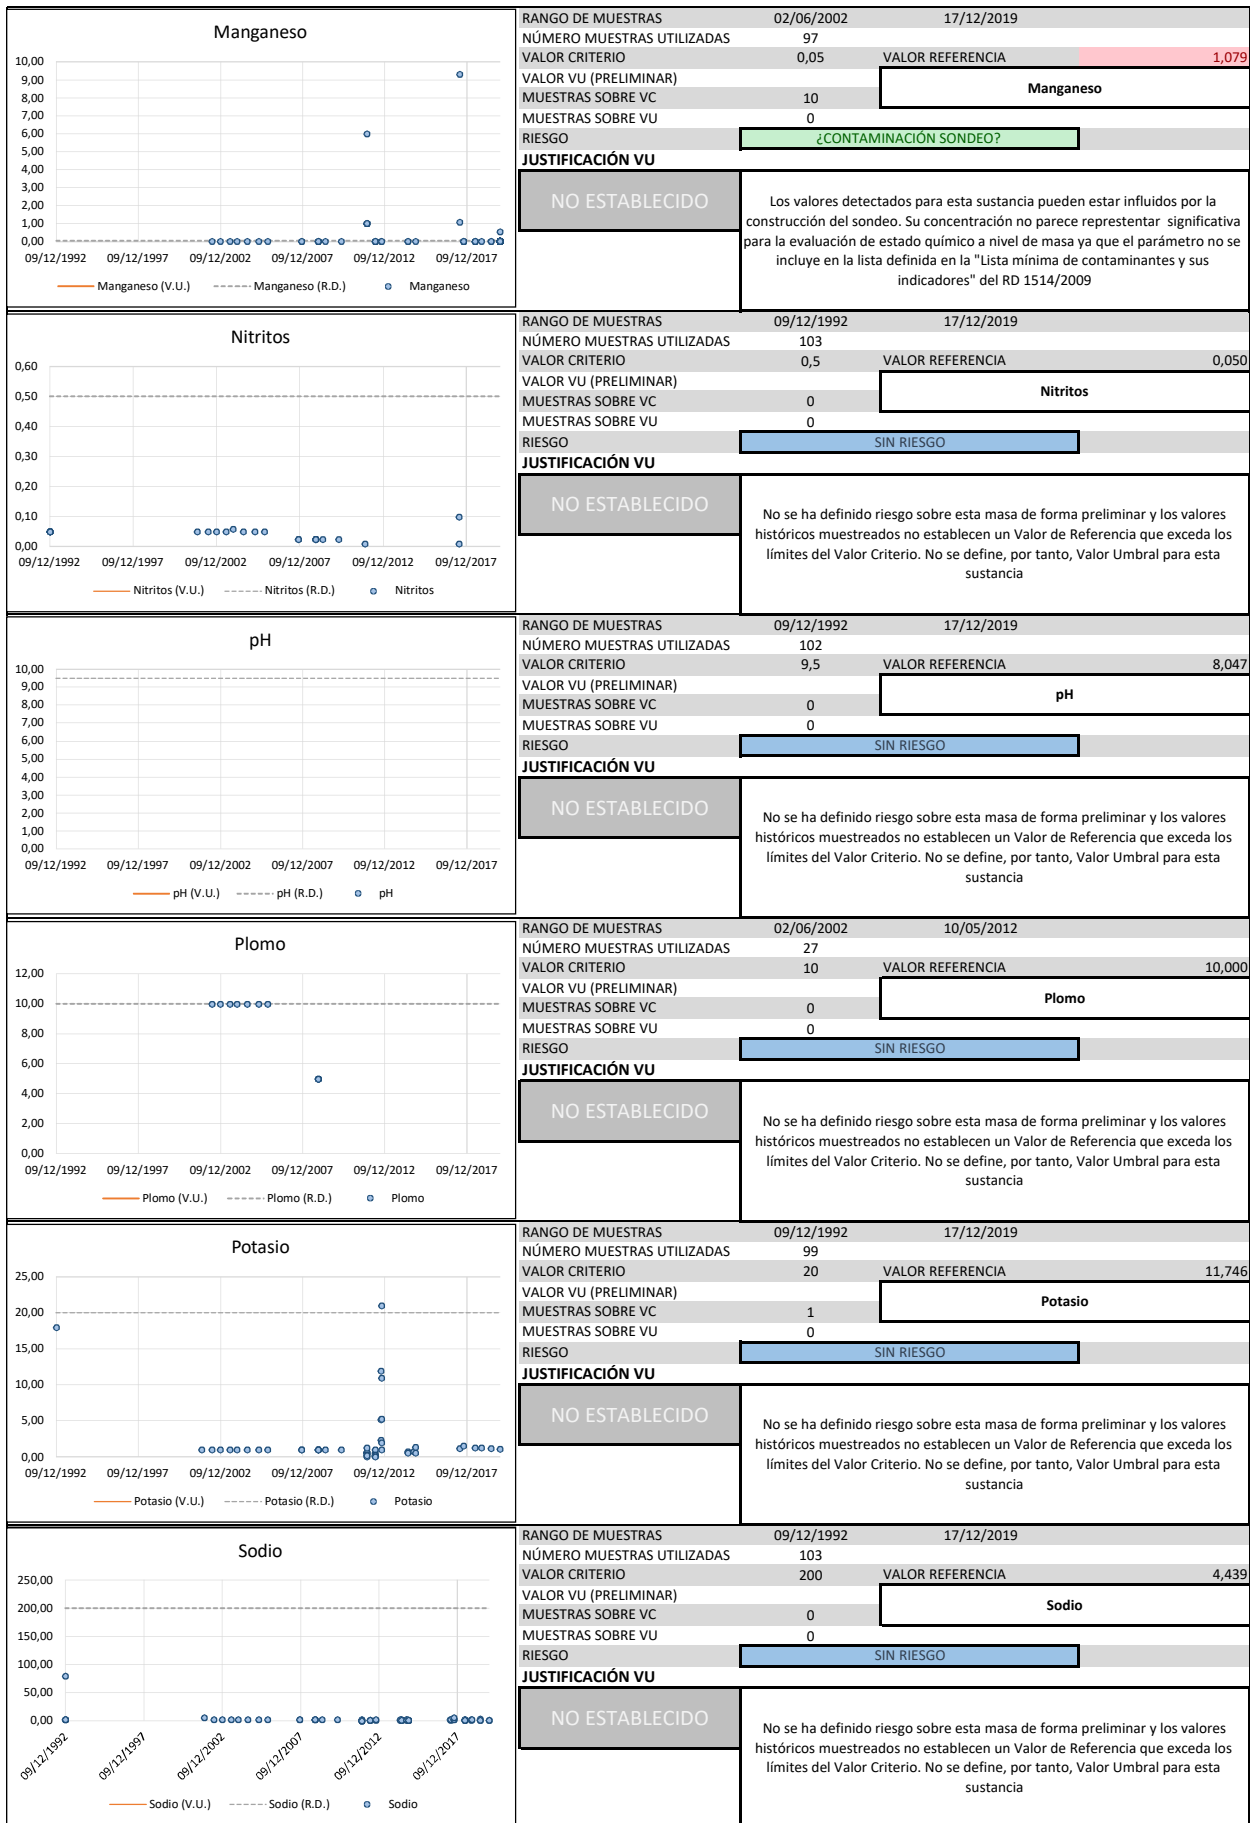 Manganeso
10,00
9,00
8,00
7,00
6,00
5,00
4,00
3,00
2,00
1,00
0,00
09/12/1992 09/12/1997 09/12/2002 09/12/2007 09/12/2012 09/12/2017
Manganeso (V.U.) Manganeso (R.D.) Manganeso
RANGO DE MUESTRAS 02/06/2002 17/12/2019
NÚMERO MUESTRAS UTILIZADAS 97
VALOR CRITERIO 0,05 VALOR REFERENCIA 1,079
VALOR VU (PRELIMINAR)
Manganeso
MUESTRAS SOBRE VC 10
MUESTRAS SOBRE VU 0
RIESGO ¿CONTAMINACIÓN SONDEO?
JUSTIFICACIÓN VU
NO ESTABLECIDO
Los valores detectados para esta sustancia pueden estar influidos por la
construcción del sondeo. Su concentración no parece represtentar significativa
para la evaluación de estado químico a nivel de masa ya que el parámetro no se
incluye en la lista definida en la "Lista mínima de contaminantes y sus
indicadores" del RD 1514/2009
Nitritos
0,60
0,50
0,40
0,30
0,20
0,10
0,00
09/12/1992 09/12/1997 09/12/2002 09/12/2007 09/12/2012 09/12/2017
Nitritos (V.U.) Nitritos (R.D.) Nitritos
RANGO DE MUESTRAS 09/12/1992 17/12/2019
NÚMERO MUESTRAS UTILIZADAS 103
VALOR CRITERIO 0,5 VALOR REFERENCIA 0,050
VALOR VU (PRELIMINAR)
Nitritos
MUESTRAS SOBRE VC 0
MUESTRAS SOBRE VU 0
RIESGO SIN RIESGO
JUSTIFICACIÓN VU
NO ESTABLECIDO
No se ha definido riesgo sobre esta masa de forma preliminar y los valores
históricos muestreados no establecen un Valor de Referencia que exceda los
límites del Valor Criterio. No se define, por tanto, Valor Umbral para esta
sustancia
pH
10,00
9,00
8,00
7,00
6,00
5,00
4,00
3,00
2,00
1,00
0,00
09/12/1992 09/12/1997 09/12/2002 09/12/2007 09/12/2012 09/12/2017
pH (V.U.) pH (R.D.) pH
RANGO DE MUESTRAS 09/12/1992 17/12/2019
NÚMERO MUESTRAS UTILIZADAS 102
VALOR CRITERIO 9,5 VALOR REFERENCIA 8,047
VALOR VU (PRELIMINAR)
pH
MUESTRAS SOBRE VC 0
MUESTRAS SOBRE VU 0
RIESGO SIN RIESGO
JUSTIFICACIÓN VU
NO ESTABLECIDO
No se ha definido riesgo sobre esta masa de forma preliminar y los valores
históricos muestreados no establecen un Valor de Referencia que exceda los
límites del Valor Criterio. No se define, por tanto, Valor Umbral para esta
sustancia
Plomo
12,00
10,00
8,00
6,00
4,00
2,00
0,00
09/12/1992 09/12/1997 09/12/2002 09/12/2007 09/12/2012 09/12/2017
Plomo (V.U.) Plomo (R.D.) Plomo
RANGO DE MUESTRAS 02/06/2002 10/05/2012
NÚMERO MUESTRAS UTILIZADAS 27
VALOR CRITERIO 10 VALOR REFERENCIA 10,000
VALOR VU (PRELIMINAR)
Plomo
MUESTRAS SOBRE VC 0
MUESTRAS SOBRE VU 0
RIESGO SIN RIESGO
JUSTIFICACIÓN VU
NO ESTABLECIDO
No se ha definido riesgo sobre esta masa de forma preliminar y los valores
históricos muestreados no establecen un Valor de Referencia que exceda los
límites del Valor Criterio. No se define, por tanto, Valor Umbral para esta
sustancia
Potasio
25,00
20,00
15,00
10,00
5,00
0,00
09/12/1992 09/12/1997 09/12/2002 09/12/2007 09/12/2012 09/12/2017
Potasio (V.U.) Potasio (R.D.) Potasio
RANGO DE MUESTRAS 09/12/1992 17/12/2019
NÚMERO MUESTRAS UTILIZADAS 99
VALOR CRITERIO 20 VALOR REFERENCIA 11,746
VALOR VU (PRELIMINAR)
Potasio
MUESTRAS SOBRE VC 1
MUESTRAS SOBRE VU 0
RIESGO SIN RIESGO
JUSTIFICACIÓN VU
NO ESTABLECIDO
No se ha definido riesgo sobre esta masa de forma preliminar y los valores
históricos muestreados no establecen un Valor de Referencia que exceda los
límites del Valor Criterio. No se define, por tanto, Valor Umbral para esta
sustancia
Sodio
250,00
200,00
150,00
100,00
50,00
0,00
09/12/1992 09/12/1997 09/12/2002 09/12/2007 09/12/2012 09/12/2017
Sodio (V.U.) Sodio (R.D.) Sodio
RANGO DE MUESTRAS 09/12/1992 17/12/2019
NÚMERO MUESTRAS UTILIZADAS 103
VALOR CRITERIO 200 VALOR REFERENCIA 4,439
VALOR VU (PRELIMINAR)
Sodio
MUESTRAS SOBRE VC 0
MUESTRAS SOBRE VU 0
RIESGO SIN RIESGO
JUSTIFICACIÓN VU
NO ESTABLECIDO
No se ha definido riesgo sobre esta masa de forma preliminar y los valores
históricos muestreados no establecen un Valor de Referencia que exceda los
límites del Valor Criterio. No se define, por tanto, Valor Umbral para esta
sustancia